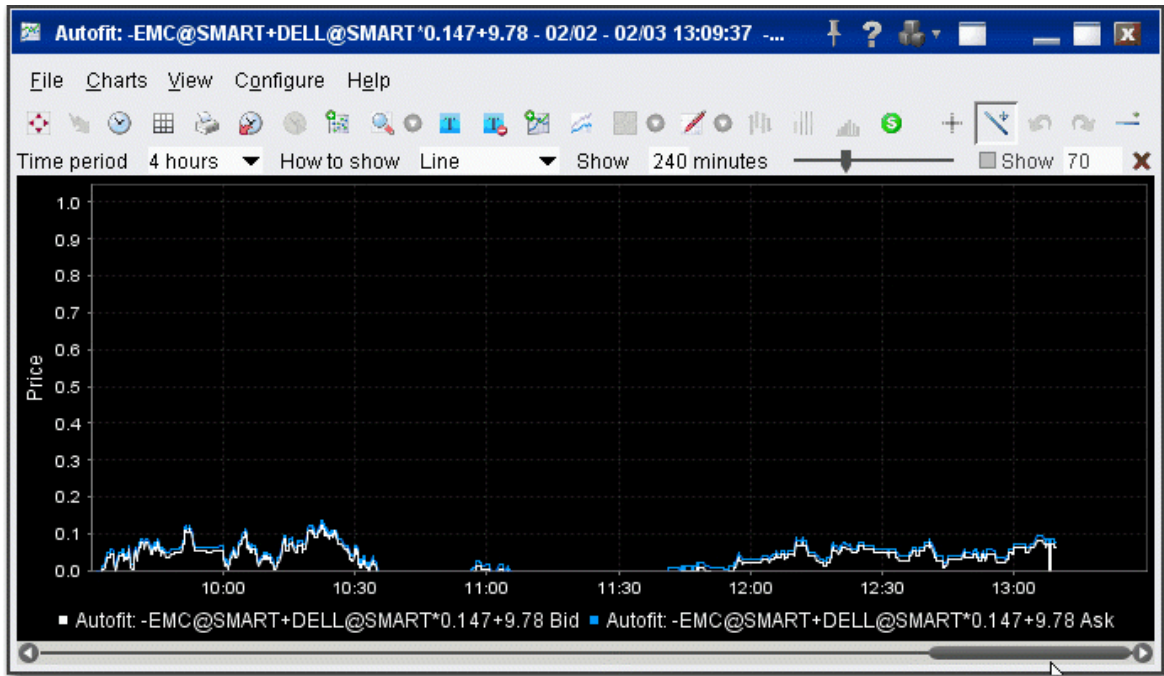 Autofit: -EMC@SMART+DELL@SMART*0.147+9.78 - 02/02 - 02/03 13:09:37 -...
File Charts View Configure Help
Time period 4 hours How to show Line Show 240 minutes Show 70
1.0
0.9
0.8
0.7
0.6
0.5
0.4
0.3
0.2
0.1
0.0
Price
10:00 10:30 11:00 11:30 12:00 12:30 13:00
Autofit: -EMC@SMART+DELL@SMART*0.147+9.78 Bid Autofit: -EMC@SMART+DELL@SMART*0.147+9.78 Ask